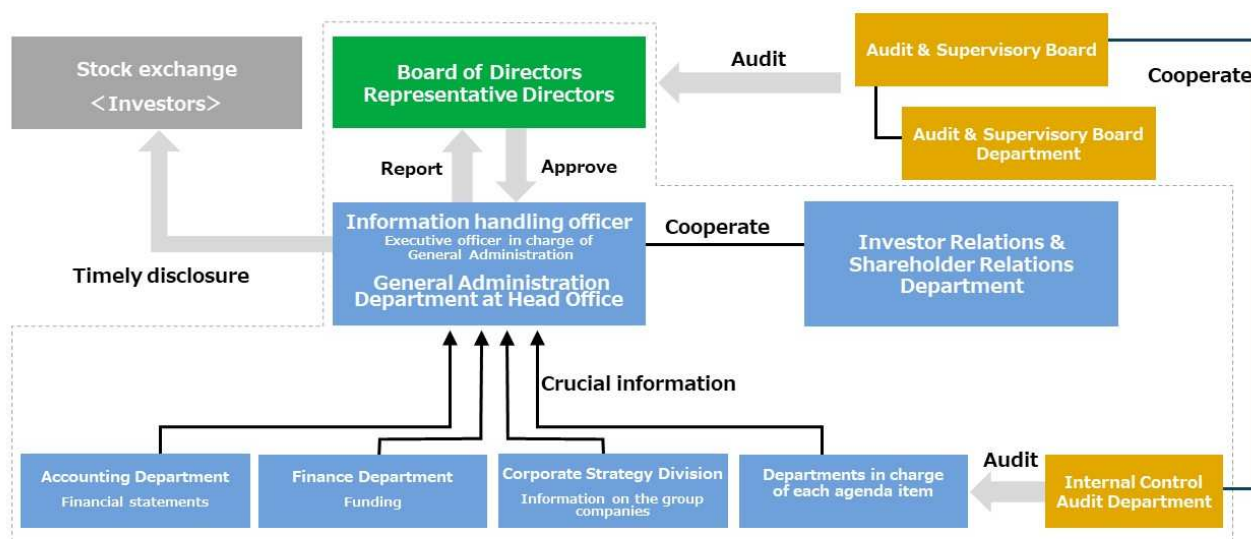 Stock exchange
<Investors>
Board of Directors
Representative Directors
Audit
Audit & Supervisory Board
Cooperate
Audit & Supervisory Board
Department
Report
Approve
Information handling officer
Executive officer in charge of
General Administration
General Administration
Department at Head Office
Cooperate
Investor Relations &
Shareholder Relations
Department
Timely disclosure
Crucial information
Accounting Department
Financial statements
Finance Department
Funding
Corporate Strategy Division
Information on the group
companies
Departments in charge
of each agenda item
Audit
Internal Control
Audit Department